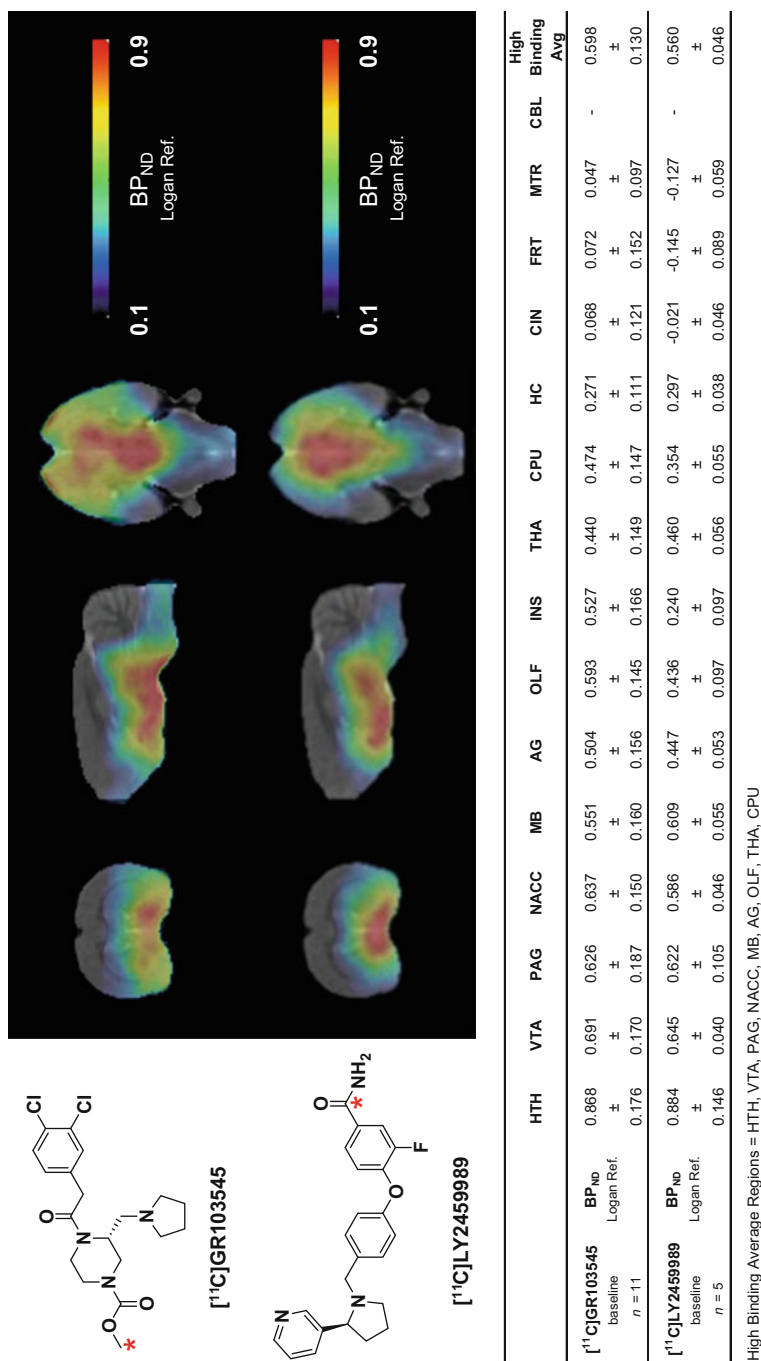 Cl
Cl
O
N
N
N
O
O
*
[¹¹C]GR103545
0.1 0.9
BP_ND
Logan Ref.
O
NH₂
*
F
O
N
N
[¹¹C]LY2459989
0.1 0.9
BP_ND
Logan Ref.
HTH VTA PAG NACC MB AG OLF INS THA CPU HC CIN FRT MTR CBL High Binding Avg
[¹¹C]GR103545 BP_ND 0.868 0.691 0.626 0.637 0.551 0.504 0.593 0.527 0.440 0.474 0.271 0.068 0.072 0.047 - 0.598
baseline Logan Ref. ± ± ± ± ± ± ± ± ± ± ± ± ± ± ±
n = 11 0.176 0.170 0.187 0.150 0.160 0.156 0.145 0.166 0.149 0.147 0.111 0.121 0.152 0.097 0.130
[¹¹C]LY2459989 BP_ND 0.884 0.645 0.622 0.586 0.609 0.447 0.436 0.240 0.460 0.354 0.297 -0.021 -0.145 -0.127 - 0.560
baseline Logan Ref. ± ± ± ± ± ± ± ± ± ± ± ± ± ± ±
n = 5 0.146 0.040 0.105 0.046 0.055 0.053 0.097 0.097 0.056 0.055 0.038 0.046 0.089 0.059 0.046
High Binding Average Regions = HTH, VTA, PAG, NACC, MB, AG, OLF, THA, CPU